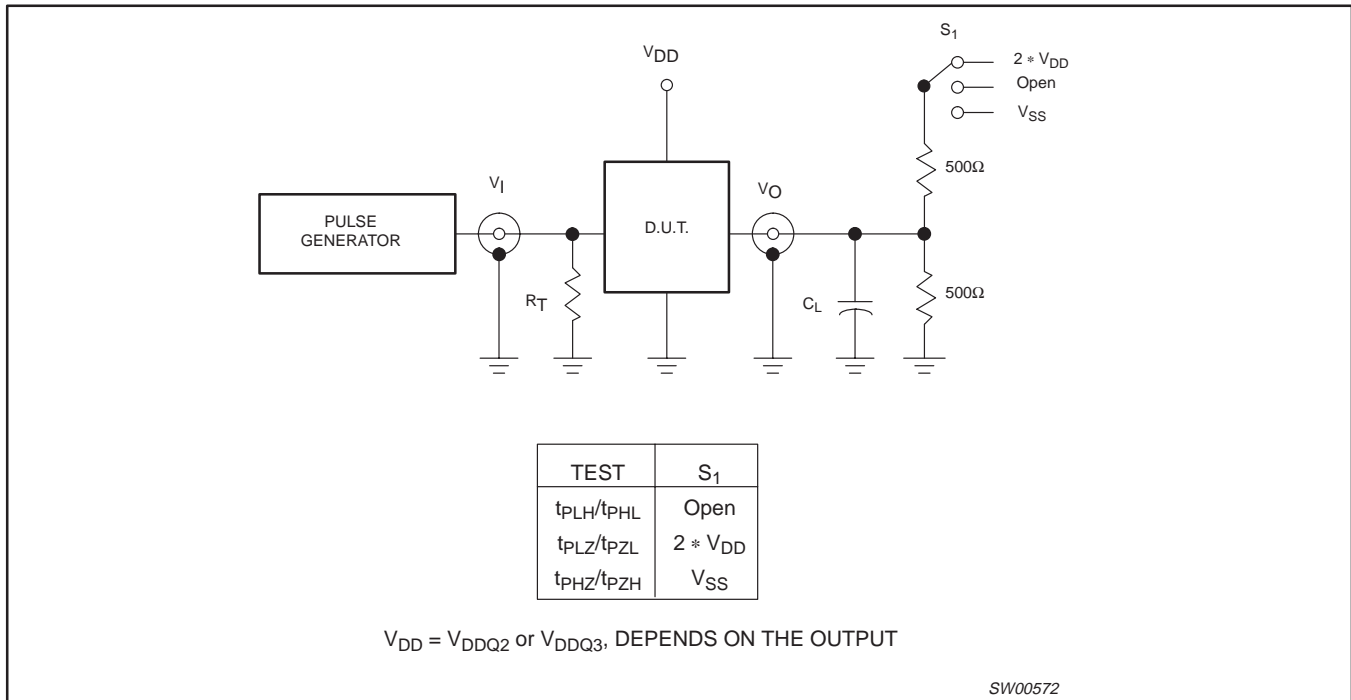 S1
VDD
2 * VDD
Open
VSS
500Ω
VI
VO
PULSE
GENERATOR
D.U.T.
RT
CL
500Ω
TEST S1
tPLH/tPHL Open
tPLZ/tPZL 2 * VDD
tPHZ/tPZH VSS
VDD = VDDQ2 or VDDQ3, DEPENDS ON THE OUTPUT
SW00572